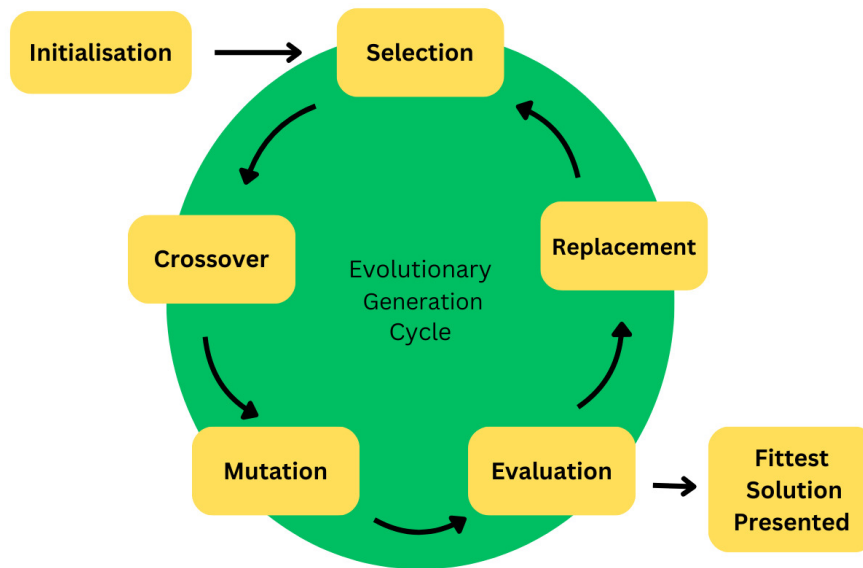 Initialisation
Selection
Crossover
Evolutionary
Generation
Cycle
Replacement
Mutation
Evaluation
Fittest
Solution
Presented